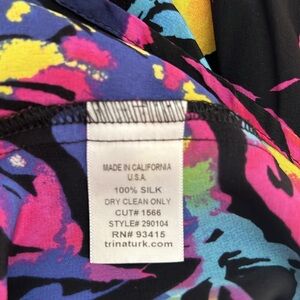 MADE IN CALIFORNIA
U.S.A.
100% SILK
DRY CLEAN ONLY
CUT# 1566
STYLE# 290104
RN# 93415
trinaturk.com